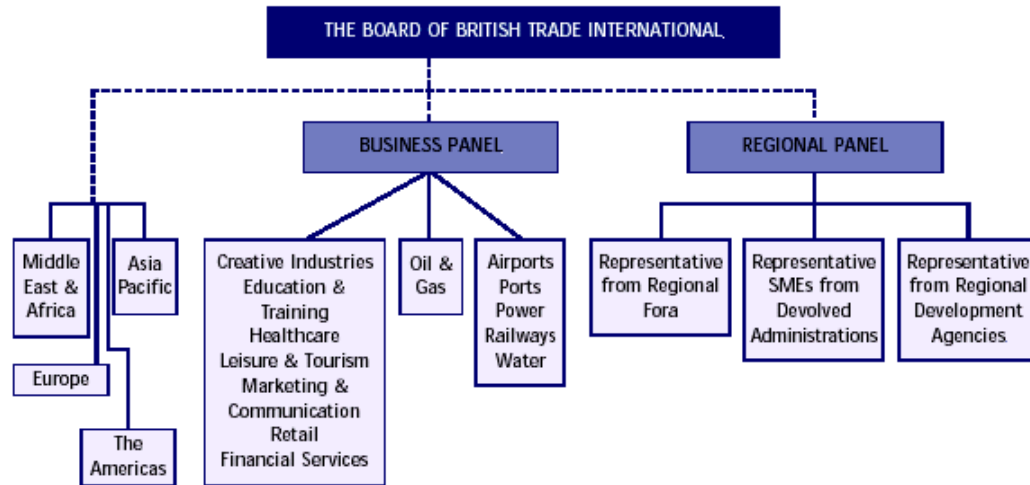 THE BOARD OF BRITISH TRADE INTERNATIONAL
BUSINESS PANEL
REGIONAL PANEL
Middle
East &
Africa
Asia
Pacific
Europe
The
Americas
Creative Industries
Education &
Training
Healthcare
Leisure & Tourism
Marketing &
Communication
Retail
Financial Services
Oil &
Gas
Airports
Ports
Power
Railways
Water
Representative
from Regional
Fora
Representative
SMEs from
Devolved
Administrations
Representative
from Regional
Development
Agencies